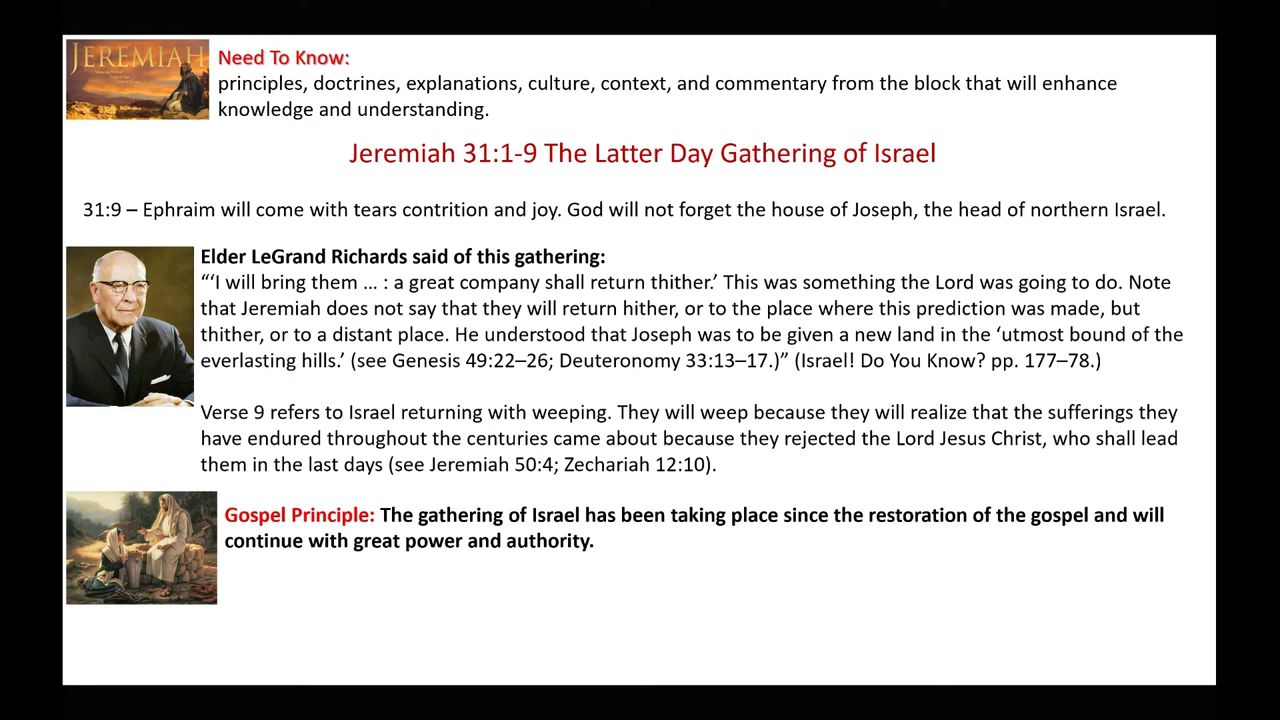 JEREMIAH
Need To Know:
principles, doctrines, explanations, culture, context, and commentary from the block that will enhance
knowledge and understanding.
Jeremiah 31:1-9 The Latter Day Gathering of Israel
31:9 – Ephraim will come with tears contrition and joy. God will not forget the house of Joseph, the head of northern Israel.
Elder LeGrand Richards said of this gathering:
“‘I will bring them … : a great company shall return thither.’ This was something the Lord was going to do. Note
that Jeremiah does not say that they will return hither, or to the place where this prediction was made, but
thither, or to a distant place. He understood that Joseph was to be given a new land in the ‘utmost bound of the
everlasting hills.’ (see Genesis 49:22–26; Deuteronomy 33:13–17.)” (Israel! Do You Know? pp. 177–78.)
Verse 9 refers to Israel returning with weeping. They will weep because they will realize that the sufferings they
have endured throughout the centuries came about because they rejected the Lord Jesus Christ, who shall lead
them in the last days (see Jeremiah 50:4; Zechariah 12:10).
Gospel Principle: The gathering of Israel has been taking place since the restoration of the gospel and will
continue with great power and authority.